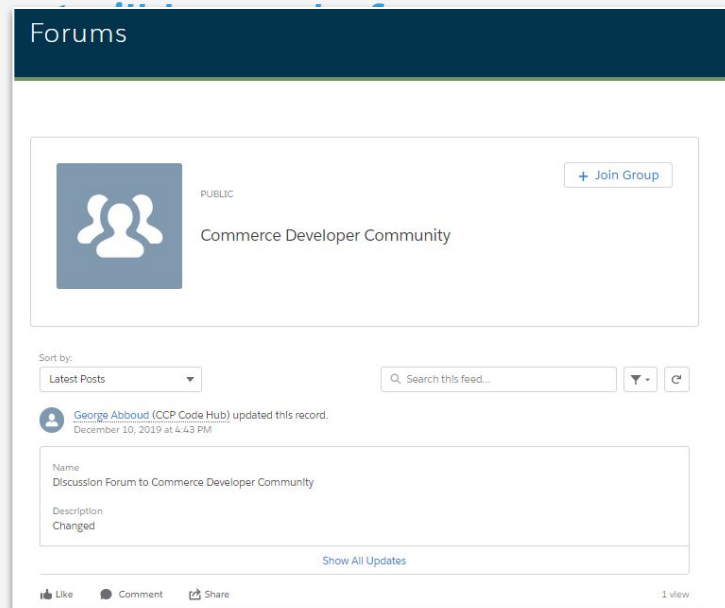 Forums
PUBLIC
+ Join Group
Commerce Developer Community
Sort by:
Latest Posts
Search this feed...
George Abboud (CCP Code Hub) updated this record.
December 10, 2019 at 4:43 PM
Name
Discussion Forum to Commerce Developer Community
Description
Changed
Show All Updates
Like Comment Share 1 view